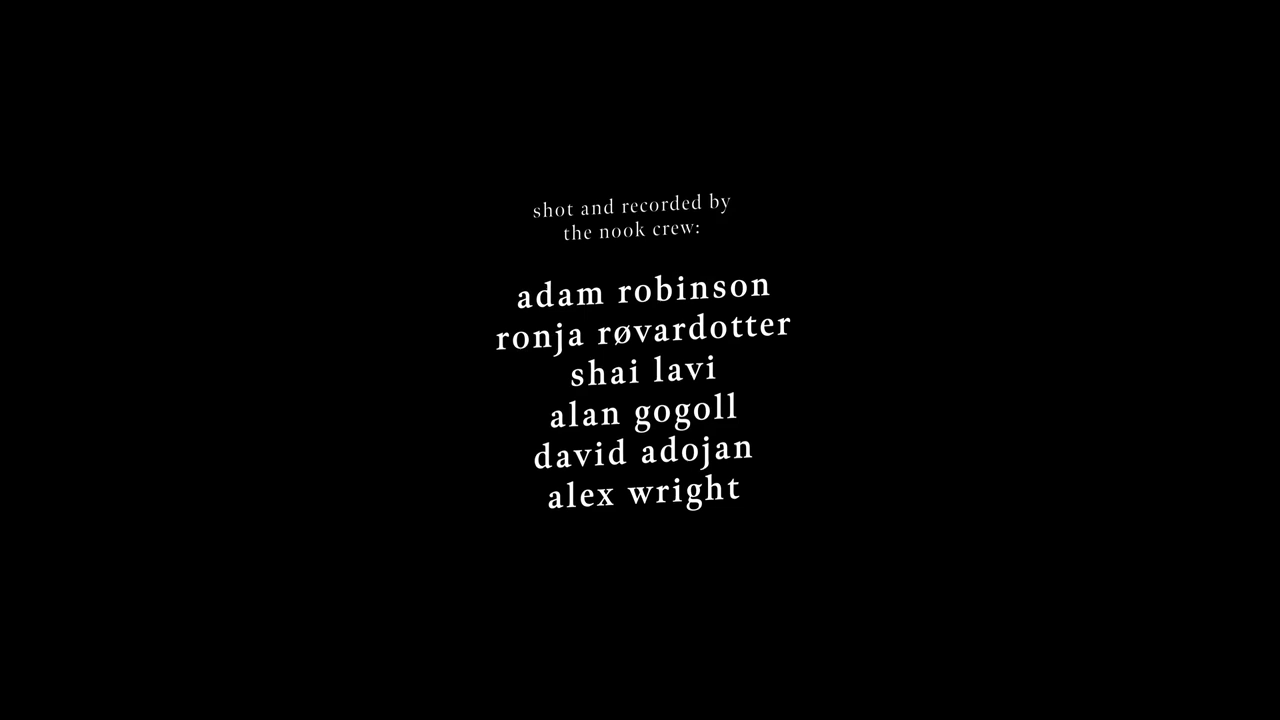 shot and recorded by
the nook crew:
adam robinson
ronja røvardotter
shai lavi
alan gogoll
david adojan
alex wright